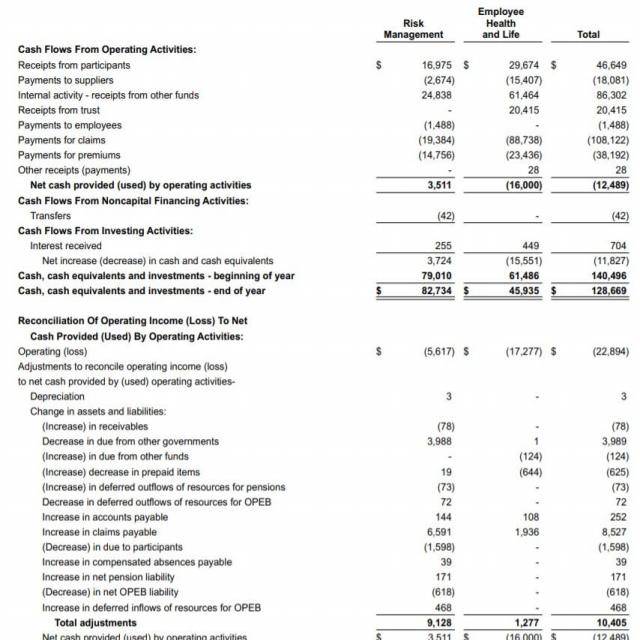 Risk Management Employee Health and Life Total
Cash Flows From Operating Activities:
Receipts from participants $ 16,975 $ 29,674 $ 46,649
Payments to suppliers (2,674) (15,407) (18,081)
Internal activity - receipts from other funds 24,838 61,464 86,302
Receipts from trust - 20,415 20,415
Payments to employees (1,488) - (1,488)
Payments for claims (19,384) (88,738) (108,122)
Payments for premiums (14,756) (23,436) (38,192)
Other receipts (payments) - 28 28
Net cash provided (used) by operating activities 3,511 (16,000) (12,489)
Cash Flows From Noncapital Financing Activities:
Transfers (42) - (42)
Cash Flows From Investing Activities:
Interest received 255 449 704
Net increase (decrease) in cash and cash equivalents 3,724 (15,551) (11,827)
Cash, cash equivalents and investments - beginning of year 79,010 61,486 140,496
Cash, cash equivalents and investments - end of year $ 82,734 $ 45,935 $ 128,669
Reconciliation Of Operating Income (Loss) To Net
Cash Provided (Used) By Operating Activities:
Operating (loss) $ (5,617) $ (17,277) $ (22,894)
Adjustments to reconcile operating income (loss)
to net cash provided by (used) operating activities-
Depreciation 3 - 3
Change in assets and liabilities:
(Increase) in receivables (78) - (78)
Decrease in due from other governments 3,988 1 3,989
(Increase) in due from other funds - (124) (124)
(Increase) decrease in prepaid items 19 (644) (625)
(Increase) in deferred outflows of resources for pensions (73) - (73)
Decrease in deferred outflows of resources for OPEB 72 - 72
Increase in accounts payable 144 108 252
Increase in claims payable 6,591 1,936 8,527
(Decrease) in due to participants (1,598) - (1,598)
Increase in compensated absences payable 39 - 39
Increase in net pension liability 171 - 171
(Decrease) in net OPEB liability (618) - (618)
Increase in deferred inflows of resources for OPEB 468 - 468
Total adjustments 9,128 1,277 10,405
Net cash provided (used) by operating activities $ 3,511 $ (16,000) $ (12,489)